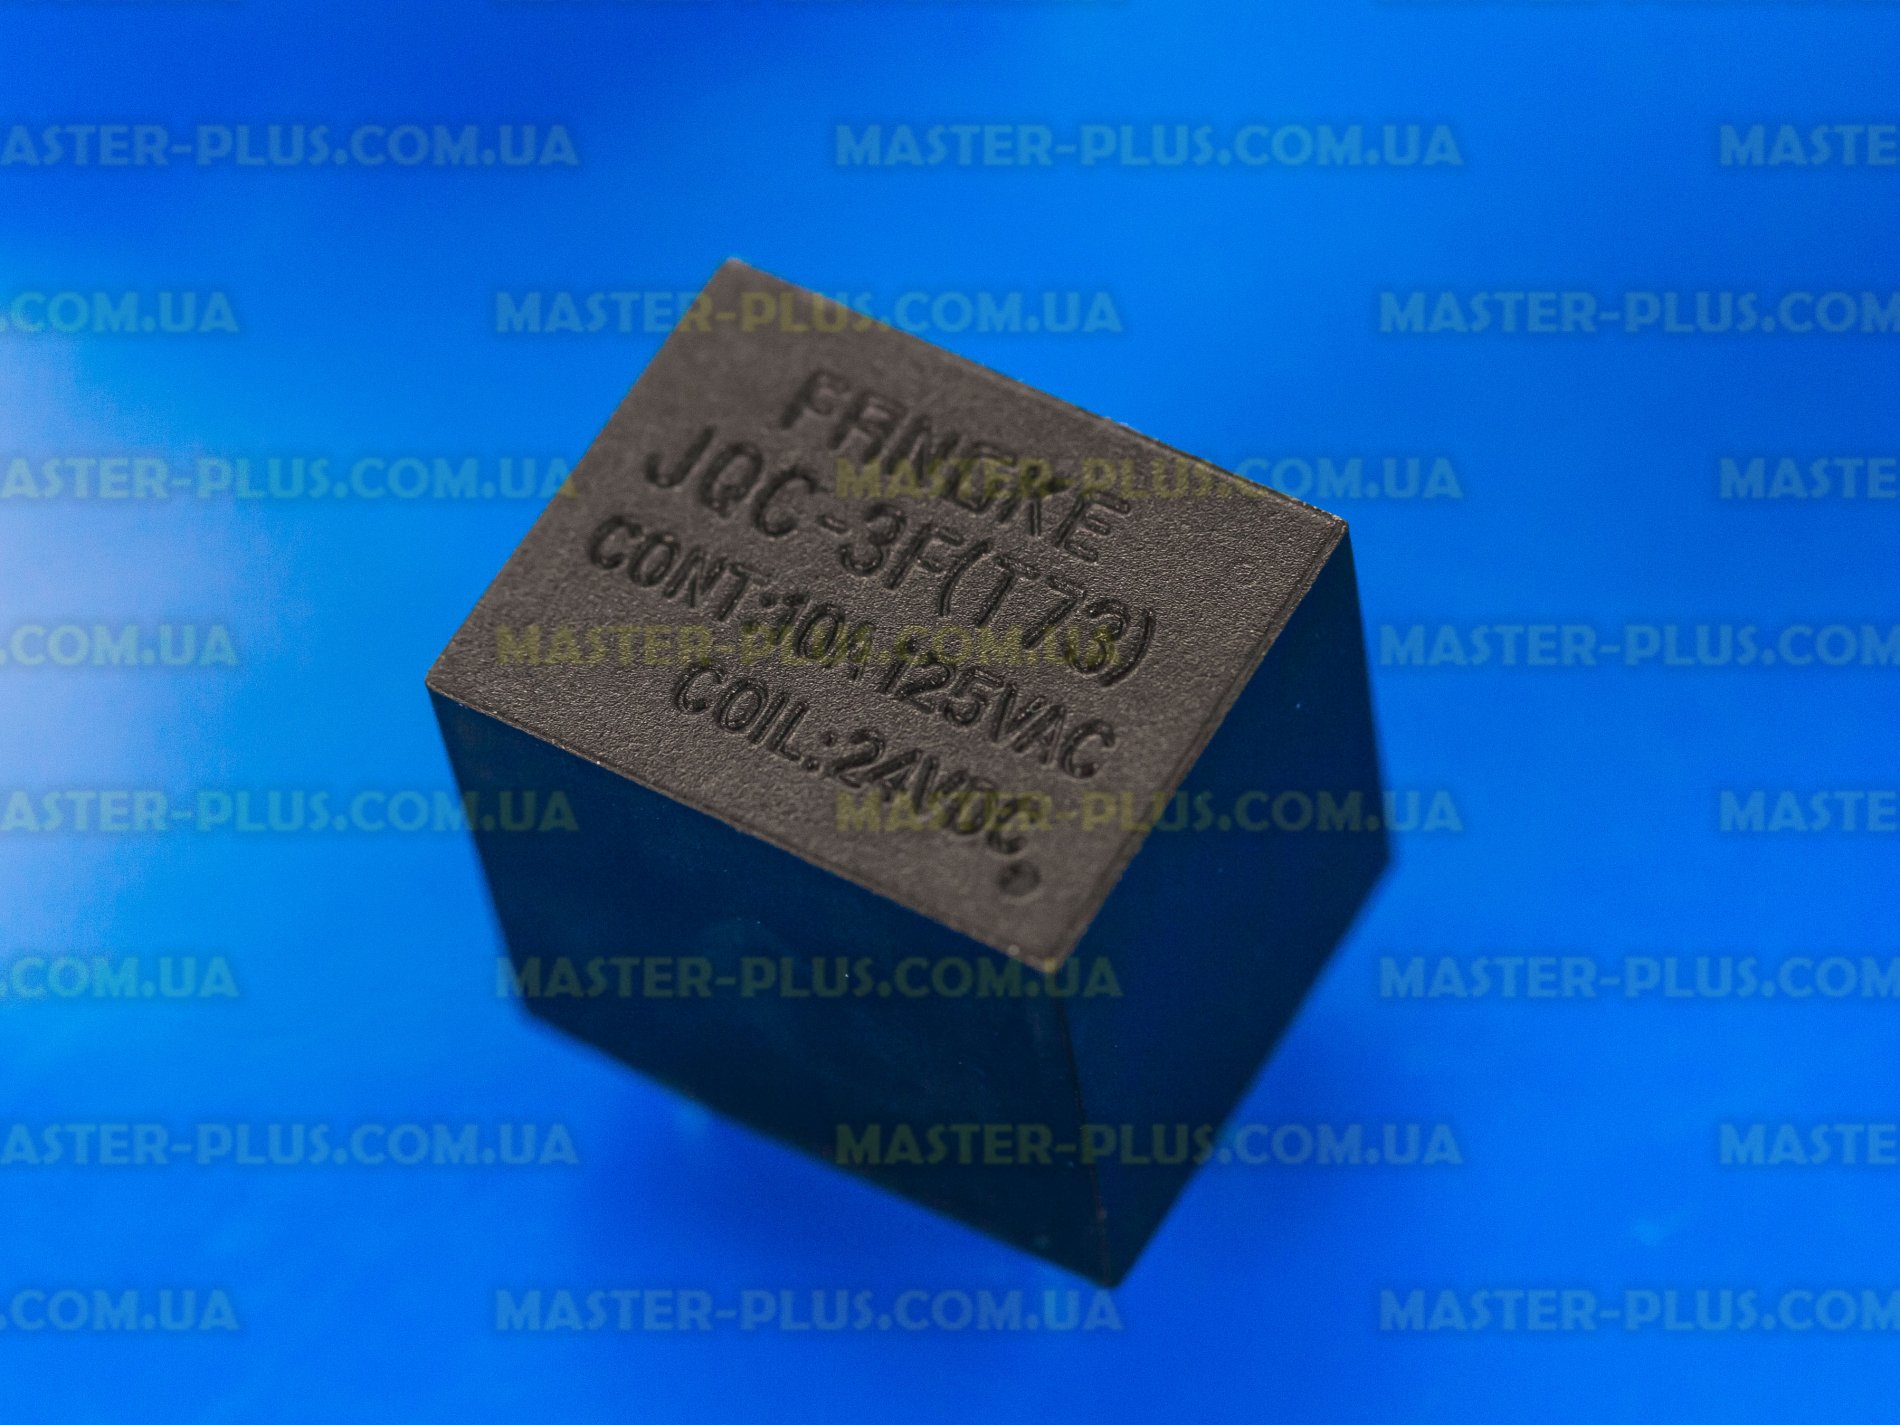 MASTER-PLUS.COM.UA
FANGKE
JQC-3F(T73)
CONT:10A 125VAC
COIL:24VDC